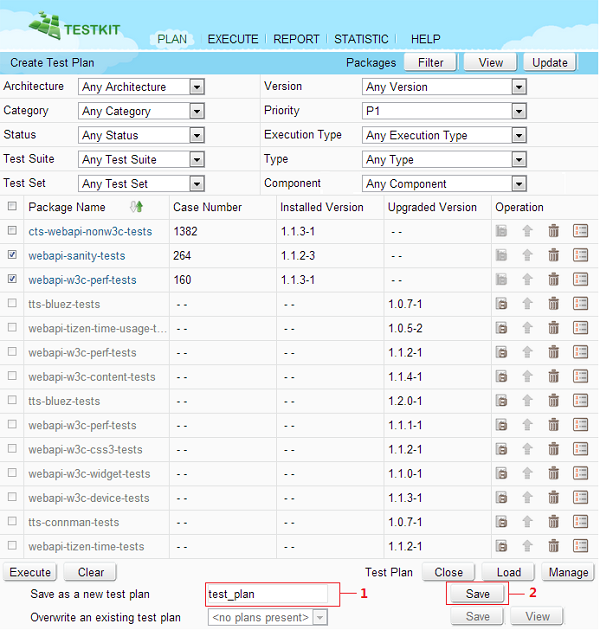 TESTKIT
PLAN EXECUTE REPORT STATISTIC HELP
Create Test Plan Packages Filter View Update
Architecture Any Architecture Version Any Version
Category Any Category Priority P1
Status Any Status Execution Type Any Execution Type
Test Suite Any Test Suite Type Any Type
Test Set Any Test Set Component Any Component
Package Name Case Number Installed Version Upgraded Version Operation
cts-webapi-nonw3c-tests 1382 1.1.3-1 - -
webapi-sanity-tests 264 1.1.2-3 - -
webapi-w3c-perf-tests 160 1.1.3-1 - -
tts-bluez-tests - - - - 1.0.7-1
webapi-tizen-time-usage-t... - - - - 1.0.5-2
webapi-w3c-perf-tests - - - - 1.1.2-1
webapi-w3c-content-tests - - - - 1.1.4-1
tts-bluez-tests - - - - 1.2.0-1
webapi-w3c-perf-tests - - - - 1.1.1-1
webapi-w3c-css3-tests - - - - 1.1.2-1
webapi-w3c-widget-tests - - - - 1.1.0-1
webapi-w3c-device-tests - - - - 1.1.3-1
tts-connman-tests - - - - 1.0.7-1
webapi-tizen-time-tests - - - - 1.1.2-1
Execute Clear Test Plan Close Load Manage
Save as a new test plan test_plan 1 Save 2
Overwrite an existing test plan <no plans present> Save View